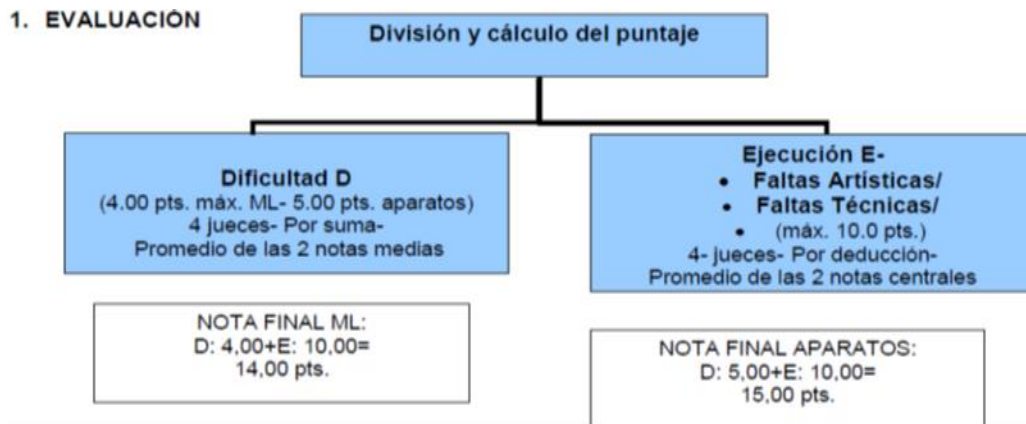 1. EVALUACIÓN
División y cálculo del puntaje
Dificultad D
(4.00 pts. máx. ML- 5.00 pts. aparatos)
4 jueces- Por suma-
Promedio de las 2 notas medias
Ejecución E-
• Faltas Artísticas/
• Faltas Técnicas/
• (máx. 10.0 pts.)
4- jueces- Por deducción-
Promedio de las 2 notas centrales
NOTA FINAL ML:
D: 4,00+E: 10,00=
14,00 pts.
NOTA FINAL APARATOS:
D: 5,00+E: 10,00=
15,00 pts.